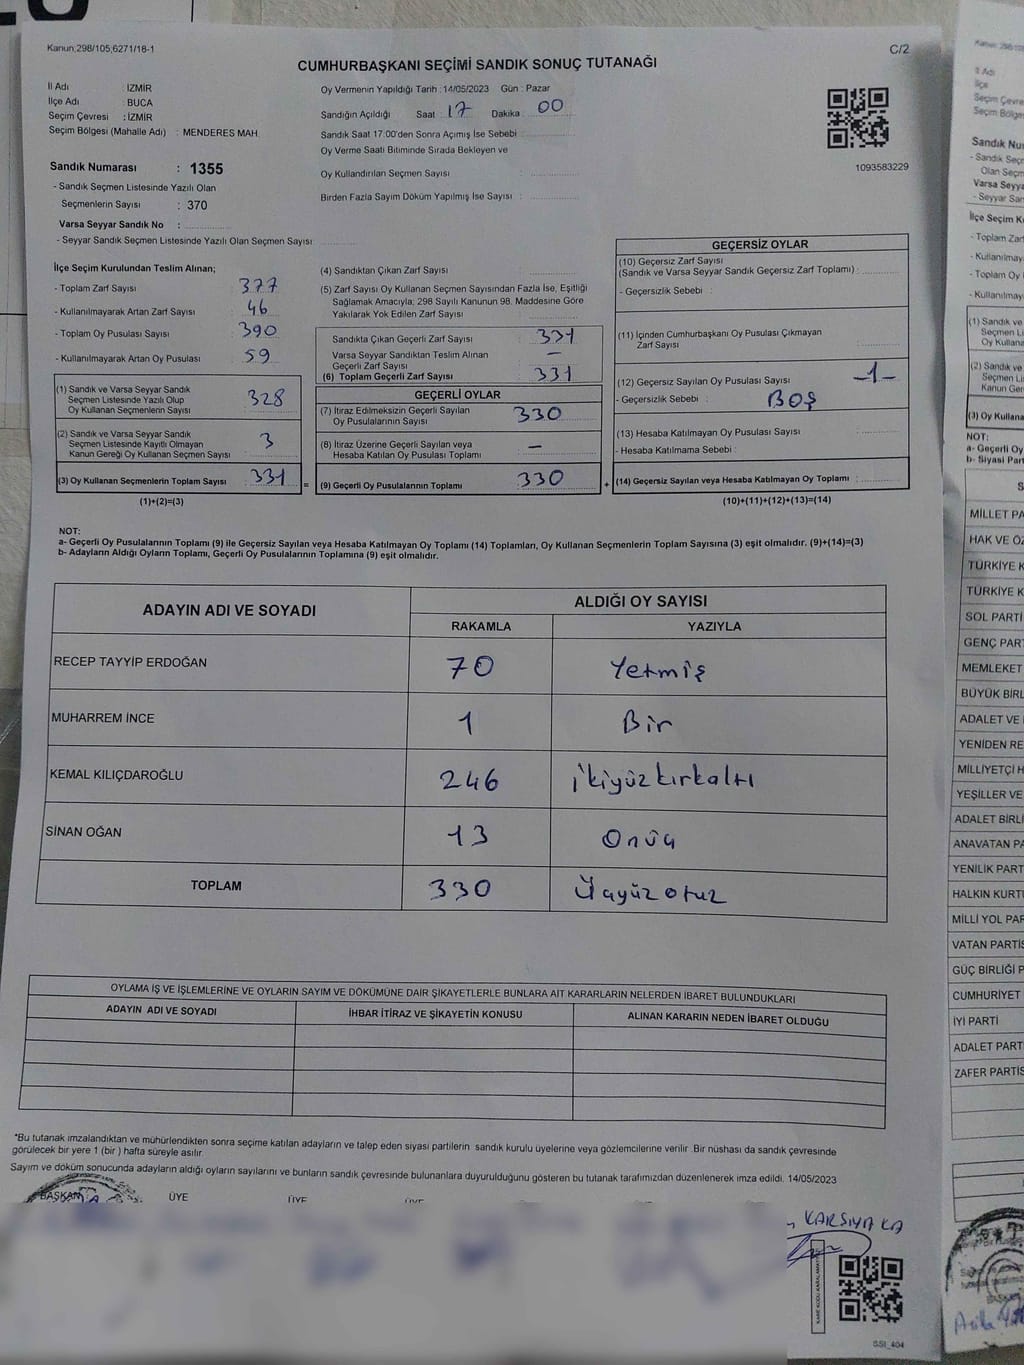 Kanun;298/105,6271/18-1
C/2
CUMHURBAŞKANI SEÇİMİ SANDIK SONUÇ TUTANAĞI
İl Adı : İZMİR
İlçe Adı : BUCA
Seçim Çevresi : İZMİR
Seçim Bölgesi (Mahalle Adı) : MENDERES MAH.
Sandık Numarası : 1355
- Sandık Seçmen Listesinde Yazılı Olan
Seçmenlerin Sayısı : 370
Varsa Seyyar Sandık No :
- Seyyar Sandık Seçmen Listesinde Yazılı Olan Seçmen Sayısı
Oy Vermenin Yapıldığı Tarih : 14/05/2023 Gün : Pazar
Sandığın Açıldığı Saat : 17 Dakika : 00
Sandık Saat 17:00'den Sonra Açımış İse Sebebi :
Oy Verme Saati Bitiminde Sırada Bekleyen ve
Oy Kullandırılan Seçmen Sayısı :
Birden Fazla Sayım Döküm Yapılmış İse Sayısı :
1093583229
İlçe Seçim Kurulundan Teslim Alınan;
- Toplam Zarf Sayısı : 377
- Kullanılmayarak Artan Zarf Sayısı : 46
- Toplam Oy Pusulası Sayısı : 390
- Kullanılmayarak Artan Oy Pusulası : 59
(1) Sandık ve Varsa Seyyar Sandık
Seçmen Listesinde Yazılı Olup
Oy Kullanan Seçmenlerin Sayısı : 328
(2) Sandık ve Varsa Seyyar Sandık
Seçmen Listesinde Kayıtlı Olmayan
Kanun Gereği Oy Kullanan Seçmen Sayısı : 3
(3) Oy Kullanan Seçmenlerin Toplam Sayısı : 331
(1)+(2)=(3)
(4) Sandıktan Çıkan Zarf Sayısı :
(5) Zarf Sayısı Oy Kullanan Seçmen Sayısından Fazla İse, Eşitliği
Sağlamak Amacıyla; 298 Sayılı Kanunun 98. Maddesine Göre
Yakılarak Yok Edilen Zarf Sayısı :
Sandıkta Çıkan Geçerli Zarf Sayısı : 331
Varsa Seyyar Sandıktan Teslim Alınan
Geçerli Zarf Sayısı : –
(6) Toplam Geçerli Zarf Sayısı : 331
GEÇERLİ OYLAR
(7) İtiraz Edilmeksizin Geçerli Sayılan
Oy Pusulalarının Sayısı : 330
(8) İtiraz Üzerine Geçerli Sayılan veya
Hesaba Katılan Oy Pusulası Toplamı : –
= (9) Geçerli Oy Pusulalarının Toplamı : 330
GEÇERSİZ OYLAR
(10) Geçersiz Zarf Sayısı
(Sandık ve Varsa Seyyar Sandık Geçersiz Zarf Toplamı) :
- Geçersizlik Sebebi :
(11) İçinden Cumhurbaşkanı Oy Pusulası Çıkmayan
Zarf Sayısı :
(12) Geçersiz Sayılan Oy Pusulası Sayısı : –1–
- Geçersizlik Sebebi : BOŞ
(13) Hesaba Katılmayan Oy Pusulası Sayısı :
- Hesaba Katılmama Sebebi :
+ (14) Geçersiz Sayılan veya Hesaba Katılmayan Oy Toplamı :
(10)+(11)+(12)+(13)=(14)
NOT:
a- Geçerli Oy Pusulalarının Toplamı (9) ile Geçersiz Sayılan veya Hesaba Katılmayan Oy Toplamı (14) Toplamları, Oy Kullanan Seçmenlerin Toplam Sayısına (3) eşit olmalıdır. (9)+(14)=(3)
b- Adayların Aldığı Oyların Toplamı, Geçerli Oy Pusulalarının Toplamına (9) eşit olmalıdır.
ADAYIN ADI VE SOYADI ALDIĞI OY SAYISI
RAKAMLA YAZIYLA
RECEP TAYYİP ERDOĞAN 70 Yetmiş
MUHARREM İNCE 1 Bir
KEMAL KILIÇDAROĞLU 246 ikiyüzkırkaltı
SİNAN OĞAN 13 Onüç
TOPLAM 330 Üçyüzotuz
OYLAMA İŞ VE İŞLEMLERİNE VE OYLARIN SAYIM VE DÖKÜMÜNE DAİR ŞİKAYETLERLE BUNLARA AİT KARARLARIN NELERDEN İBARET BULUNDUKLARI
ADAYIN ADI VE SOYADI İHBAR İTİRAZ VE ŞİKAYETİN KONUSU ALINAN KARARIN NEDEN İBARET OLDUĞU
*Bu tutanak imzalandıktan ve mühürlendikten sonra seçime katılan adayların ve talep eden siyasi partilerin sandık kurulu üyelerine veya gözlemcilerine verilir. Bir nüshası da sandık çevresinde
görülecek bir yere 1 (bir ) hafta süreyle asılır.
Sayım ve döküm sonucunda adayların aldığı oyların sayılarını ve bunların sandık çevresinde bulunanlara duyurulduğunu gösteren bu tutanak tarafımızdan düzenlenerek imza edildi. 14/05/2023
BAŞKAN ÜYE ÜYE ÜYE
KARSIYAKA
SSI_404
İl Adı
İlçe
Seçim Çevre
Sandık Nu
- Sandık Seç
Olan Seçm
Varsa Seyya
- Seyyar San
İlçe Seçim K
- Toplam Zar
- Kullanılmay
- Toplam Oy
- Kullanılmay
(1) Sandık ve
Seçmen Li
Oy Kullana
(2) Sandık ve
Seçmen Lis
Kanun Ger
(3) Oy Kullana
NOT:
a- Geçerli Oy
b- Siyasi Part
MİLLET PA
HAK VE ÖZ
TÜRKİYE K
TÜRKİYE K
SOL PARTİ
GENÇ PAR
MEMLEKET
BÜYÜK BİRL
ADALET VE
YENİDEN RE
MİLLİYETÇİ H
YEŞİLLER VE
ADALET BİRLİ
ANAVATAN PA
YENİLİK PART
HALKIN KURTU
MİLLİ YOL PAR
VATAN PARTİS
GÜÇ BİRLİĞİ P
CUMHURİYET
İYİ PARTİ
ADALET PART
ZAFER PARTİS